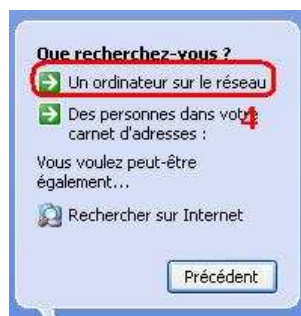 Que recherchez-vous ?
Un ordinateur sur le réseau
Des personnes dans votre
4
carnet d'adresses :
Vous voulez peut-être
également...
Rechercher sur Internet
Précédent